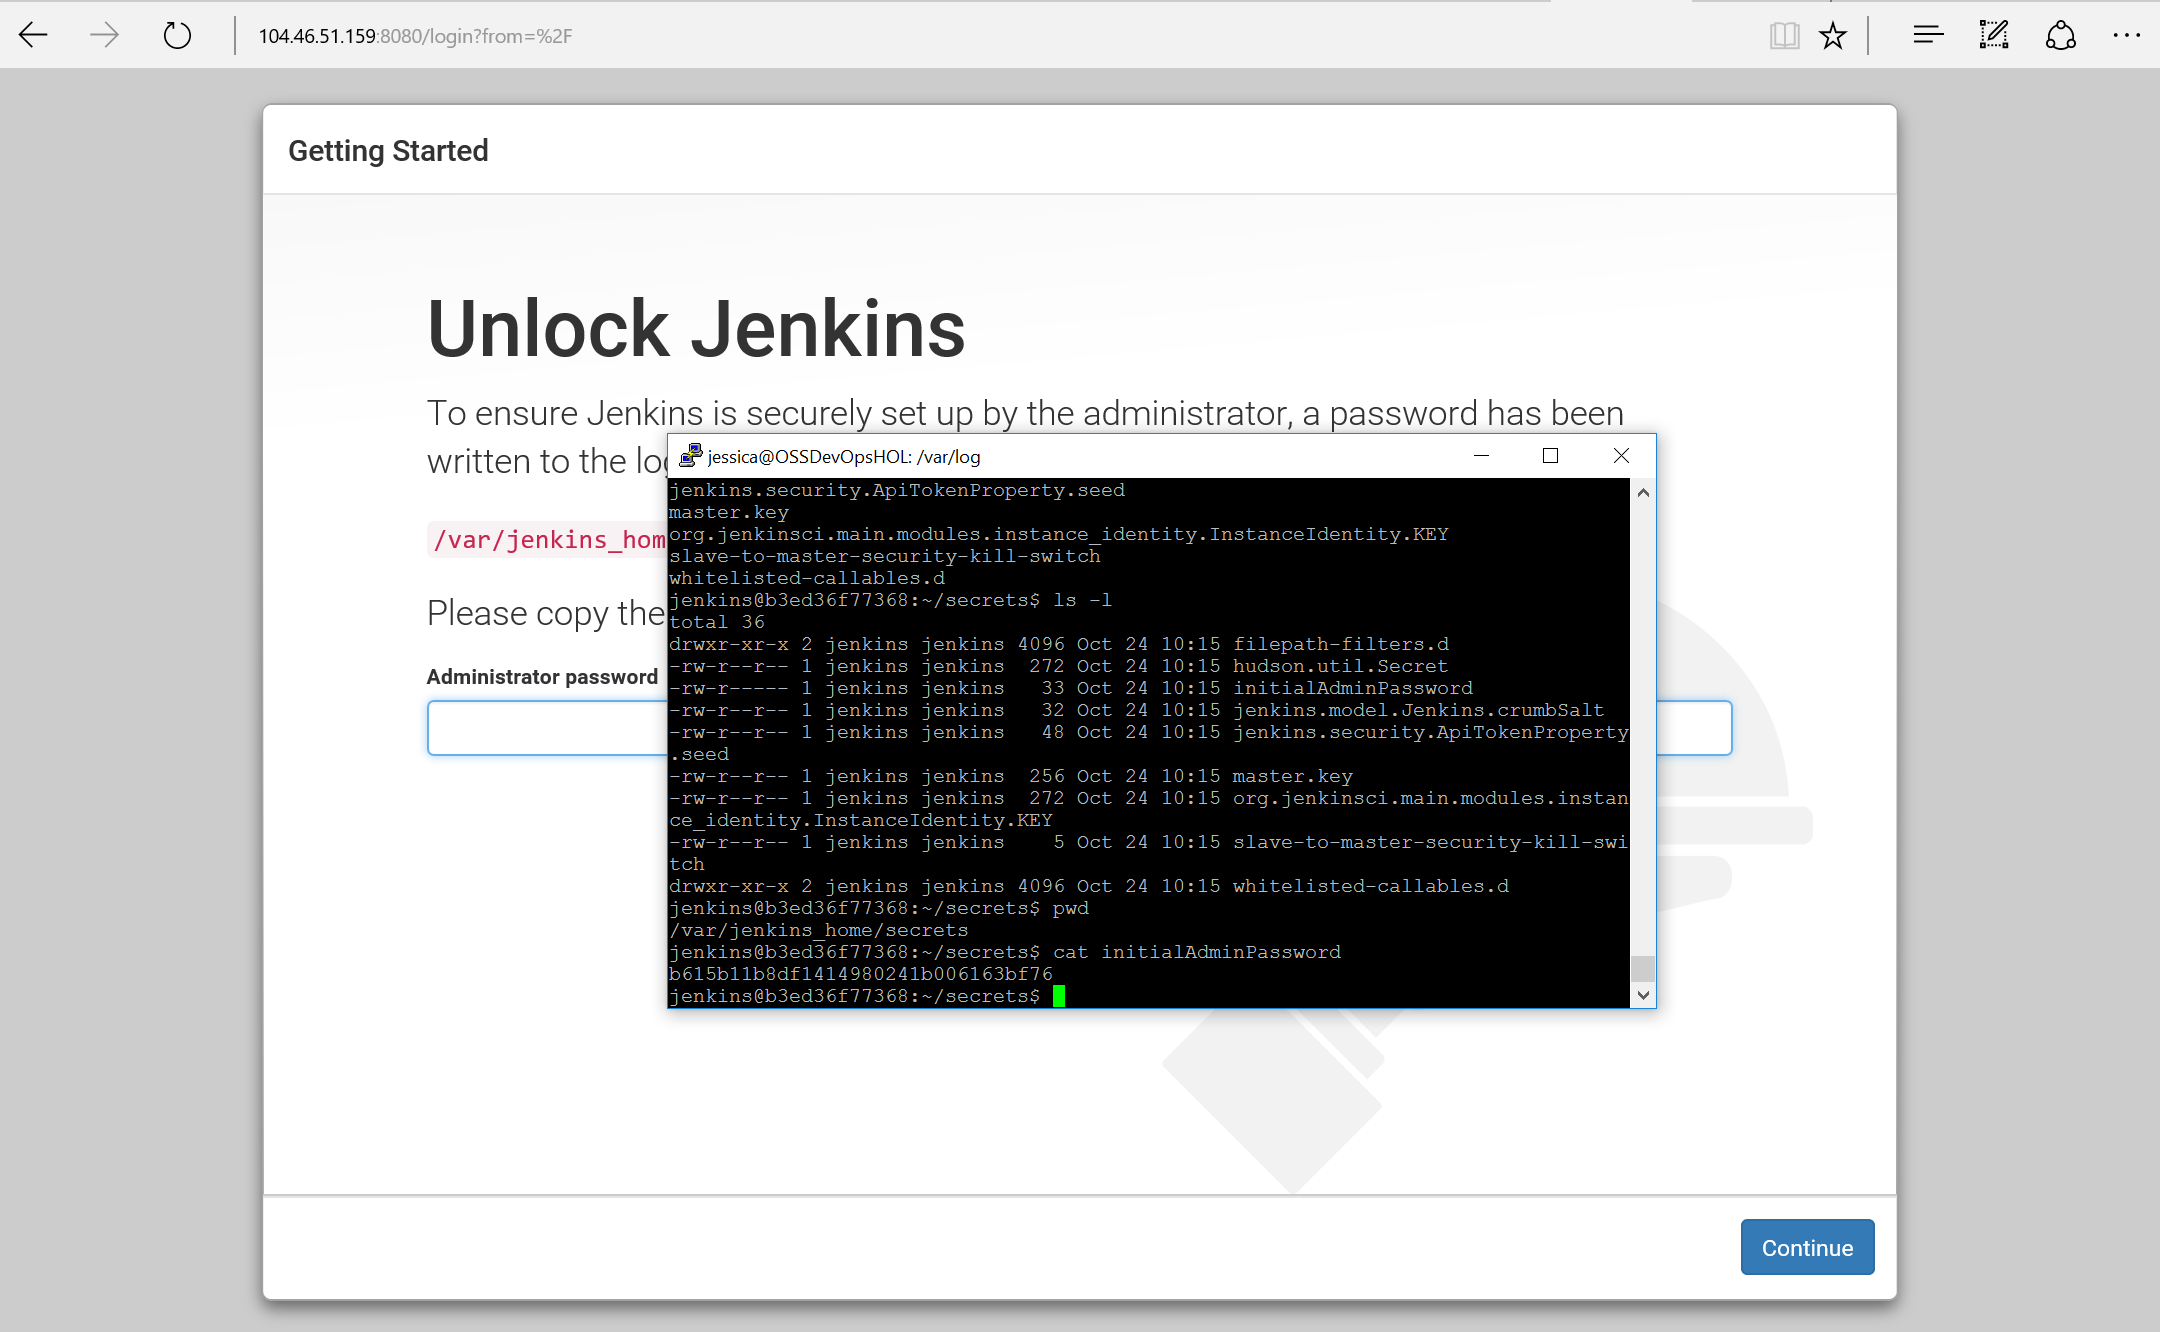 104.46.51.159:8080/login?from=%2F
Getting Started
Unlock Jenkins
To ensure Jenkins is securely set up by the administrator, a password has been
written to the
/var/jenkins_hom
Please copy the
Administrator password
jessica@OSSDevOpsHOL: /var/log
jenkins.security.ApiTokenProperty.seed
master.key
org.jenkinsci.main.modules.instance_identity.InstanceIdentity.KEY
slave-to-master-security-kill-switch
whitelisted-callables.d
jenkins@b3ed36f77368:~/secrets$ ls -l
total 36
drwxr-xr-x 2 jenkins jenkins 4096 Oct 24 10:15 filepath-filters.d
-rw-r--r-- 1 jenkins jenkins  272 Oct 24 10:15 hudson.util.Secret
-rw-r----- 1 jenkins jenkins   33 Oct 24 10:15 initialAdminPassword
-rw-r--r-- 1 jenkins jenkins   32 Oct 24 10:15 jenkins.model.Jenkins.crumbSalt
-rw-r--r-- 1 jenkins jenkins   48 Oct 24 10:15 jenkins.security.ApiTokenProperty
.seed
-rw-r--r-- 1 jenkins jenkins  256 Oct 24 10:15 master.key
-rw-r--r-- 1 jenkins jenkins  272 Oct 24 10:15 org.jenkinsci.main.modules.instan
ce_identity.InstanceIdentity.KEY
-rw-r--r-- 1 jenkins jenkins    5 Oct 24 10:15 slave-to-master-security-kill-swi
tch
drwxr-xr-x 2 jenkins jenkins 4096 Oct 24 10:15 whitelisted-callables.d
jenkins@b3ed36f77368:~/secrets$ pwd
/var/jenkins_home/secrets
jenkins@b3ed36f77368:~/secrets$ cat initialAdminPassword
b615b11b8df1414980241b006163bf76
jenkins@b3ed36f77368:~/secrets$
Continue